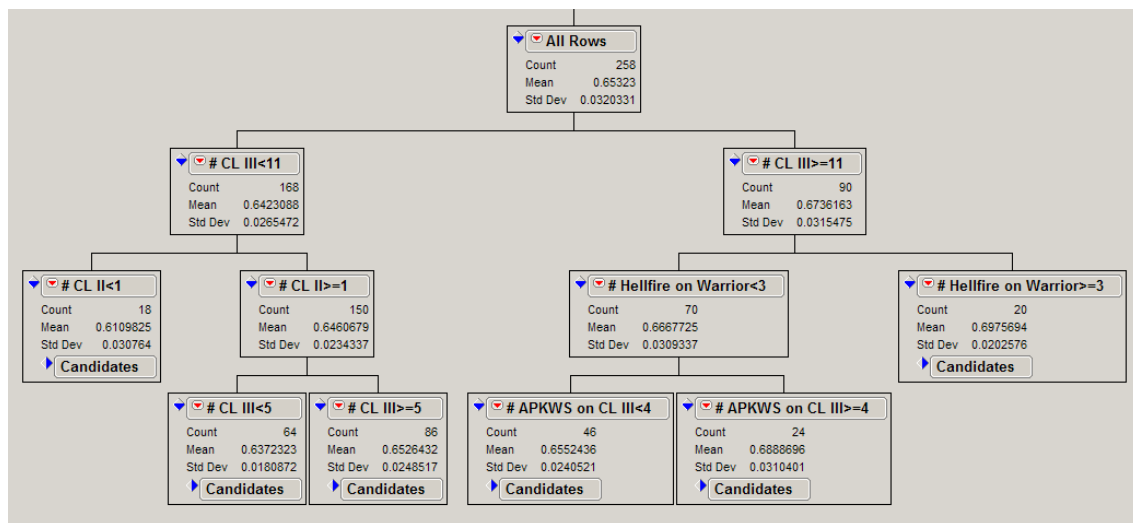 All Rows
Count 258
Mean 0.65323
Std Dev 0.0320331
# CL III<11
Count 168
Mean 0.6423088
Std Dev 0.0265472
# CL III>=11
Count 90
Mean 0.6736163
Std Dev 0.0315475
# CL II<1
Count 18
Mean 0.6109825
Std Dev 0.030764
Candidates
# CL II>=1
Count 150
Mean 0.6460679
Std Dev 0.0234337
# Hellfire on Warrior<3
Count 70
Mean 0.6667725
Std Dev 0.0309337
# Hellfire on Warrior>=3
Count 20
Mean 0.6975694
Std Dev 0.0202576
Candidates
# CL III<5
Count 64
Mean 0.6372323
Std Dev 0.0180872
Candidates
# CL III>=5
Count 86
Mean 0.6526432
Std Dev 0.0248517
Candidates
# APKWS on CL III<4
Count 46
Mean 0.6552436
Std Dev 0.0240521
Candidates
# APKWS on CL III>=4
Count 24
Mean 0.6888696
Std Dev 0.0310401
Candidates